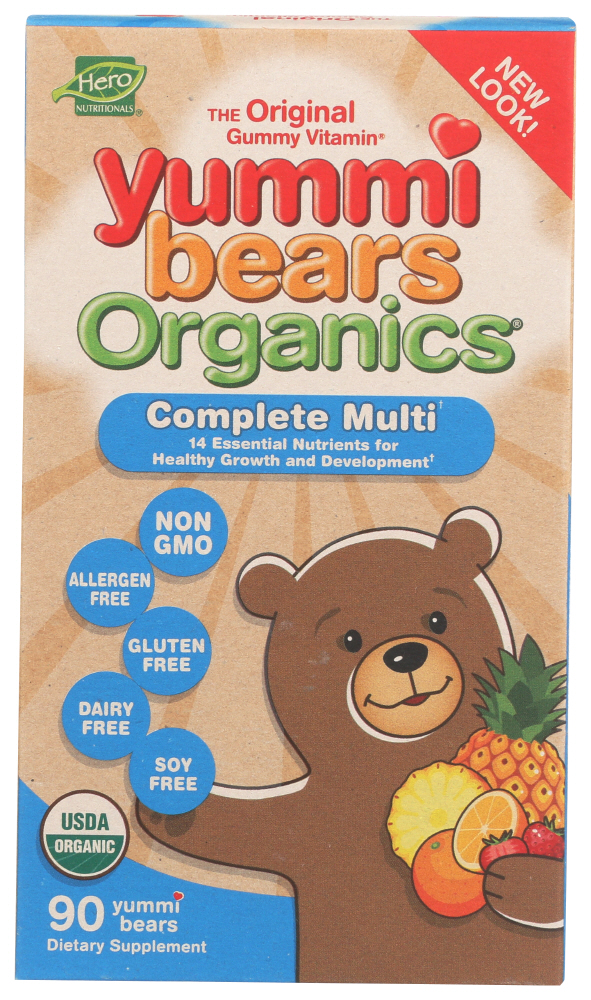 The Original
Hero
NUTRITIONALS
NEW
LOOK!
THE Original
Gummy Vitamin®
yummi
bears
Organics®
Complete Multi†
14 Essential Nutrients for
Healthy Growth and Development†
NON
GMO
ALLERGEN
FREE
GLUTEN
FREE
DAIRY
FREE
SOY
FREE
USDA
ORGANIC
90 yummi
bears
Dietary Supplement